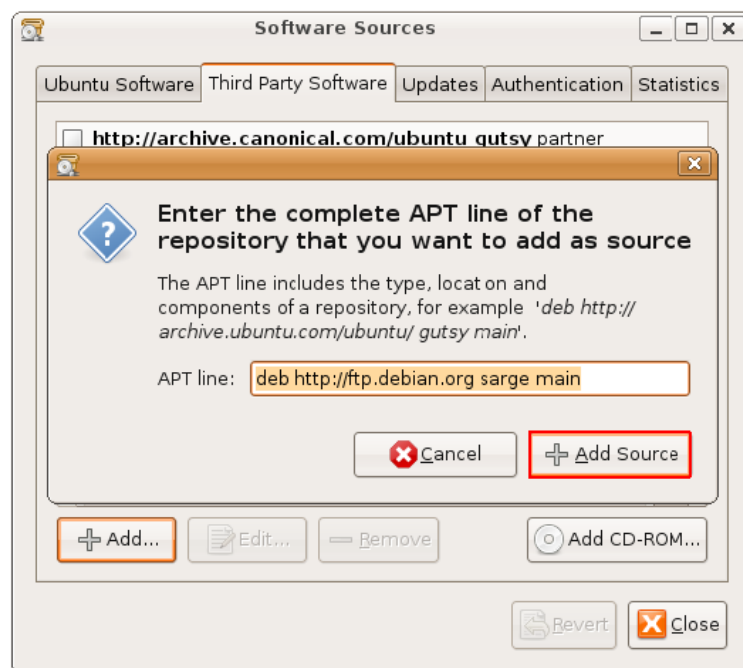 Software Sources
Ubuntu Software Third Party Software Updates Authentication Statistics
http://archive.canonical.com/ubuntu gutsy partner
Enter the complete APT line of the
repository that you want to add as source
The APT line includes the type, location and
components of a repository, for example 'deb http://
archive.ubuntu.com/ubuntu/ gutsy main'.
APT line: deb http://ftp.debian.org sarge main
Cancel Add Source
Add... Edit... Remove Add CD-ROM...
Revert Close